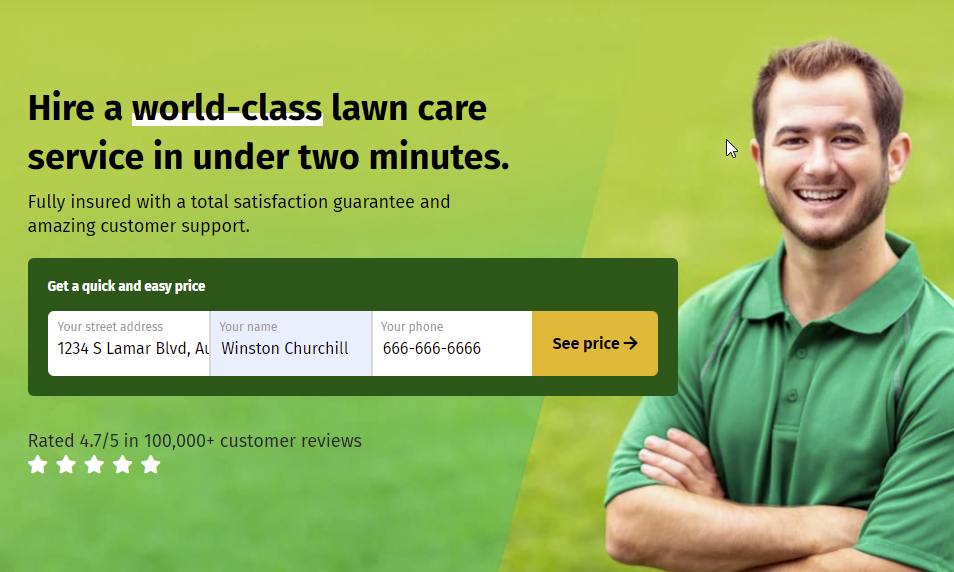 Hire a world-class lawn care
service in under two minutes.
Fully insured with a total satisfaction guarantee and
amazing customer support.
Get a quick and easy price
Your street address
1234 S Lamar Blvd, Au
Your name
Winston Churchill
Your phone
666-666-6666
See price →
Rated 4.7/5 in 100,000+ customer reviews